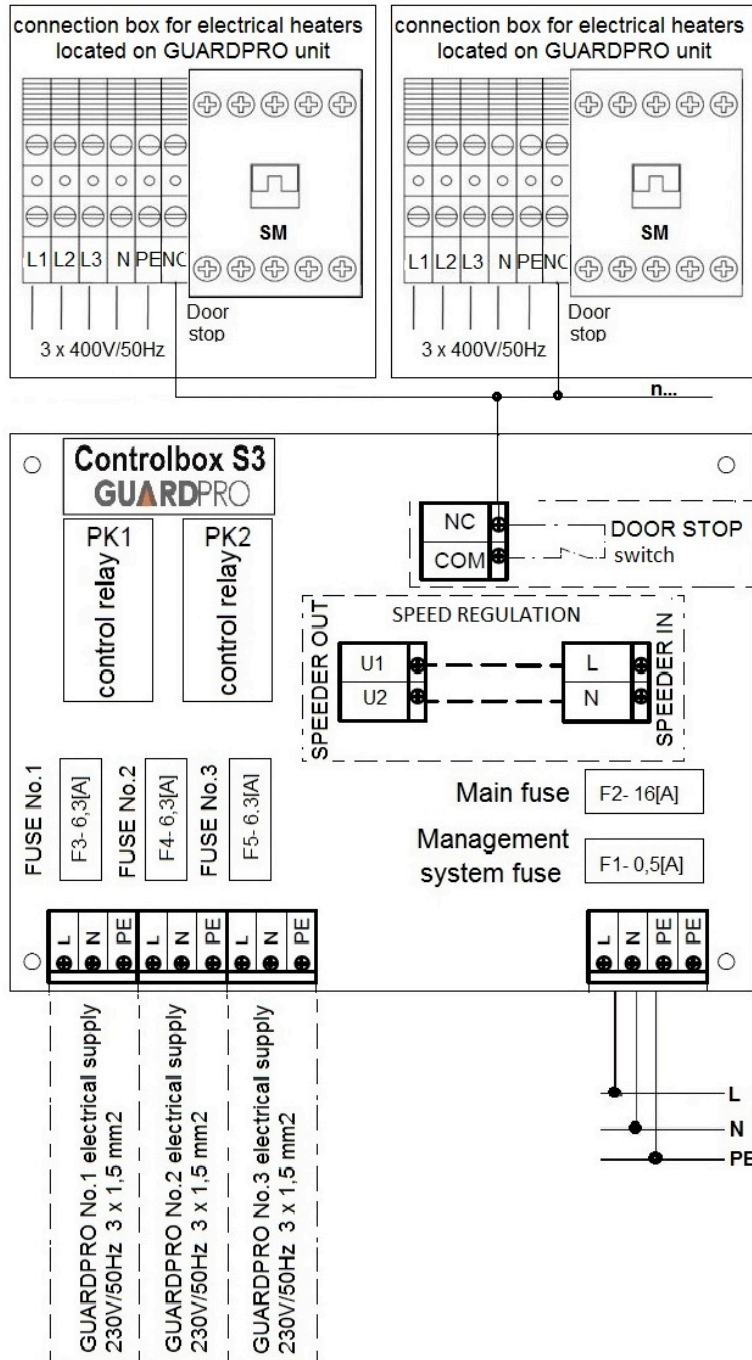 connection box for electrical heaters
located on GUARDPRO unit
SM
L1 L2 L3 N PE NC
Door
stop
3 x 400V/50Hz
connection box for electrical heaters
located on GUARDPRO unit
SM
L1 L2 L3 N PE NC
Door
stop
3 x 400V/50Hz
n...
Controlbox S3
GUARDPRO
PK1
control relay
PK2
control relay
NC
COM
DOOR STOP
switch
SPEED REGULATION
SPEEDER OUT
U1
U2
L
N
SPEEDER IN
FUSE No.1
F3- 6,3[A]
FUSE No.2
F4- 6,3[A]
FUSE No.3
F5- 6.3[A]
Main fuse
F2- 16[A]
Management
system fuse
F1- 0,5[A]
L N PE L N PE L N PE
L N PE PE
GUARDPRO No.1 electrical supply
230V/50Hz 3 x 1,5 mm2
GUARDPRO No.2 electrical supply
230V/50Hz 3 x 1,5 mm2
GUARDPRO No.3 electrical supply
230V/50Hz 3 x 1,5 mm2
L
N
PE